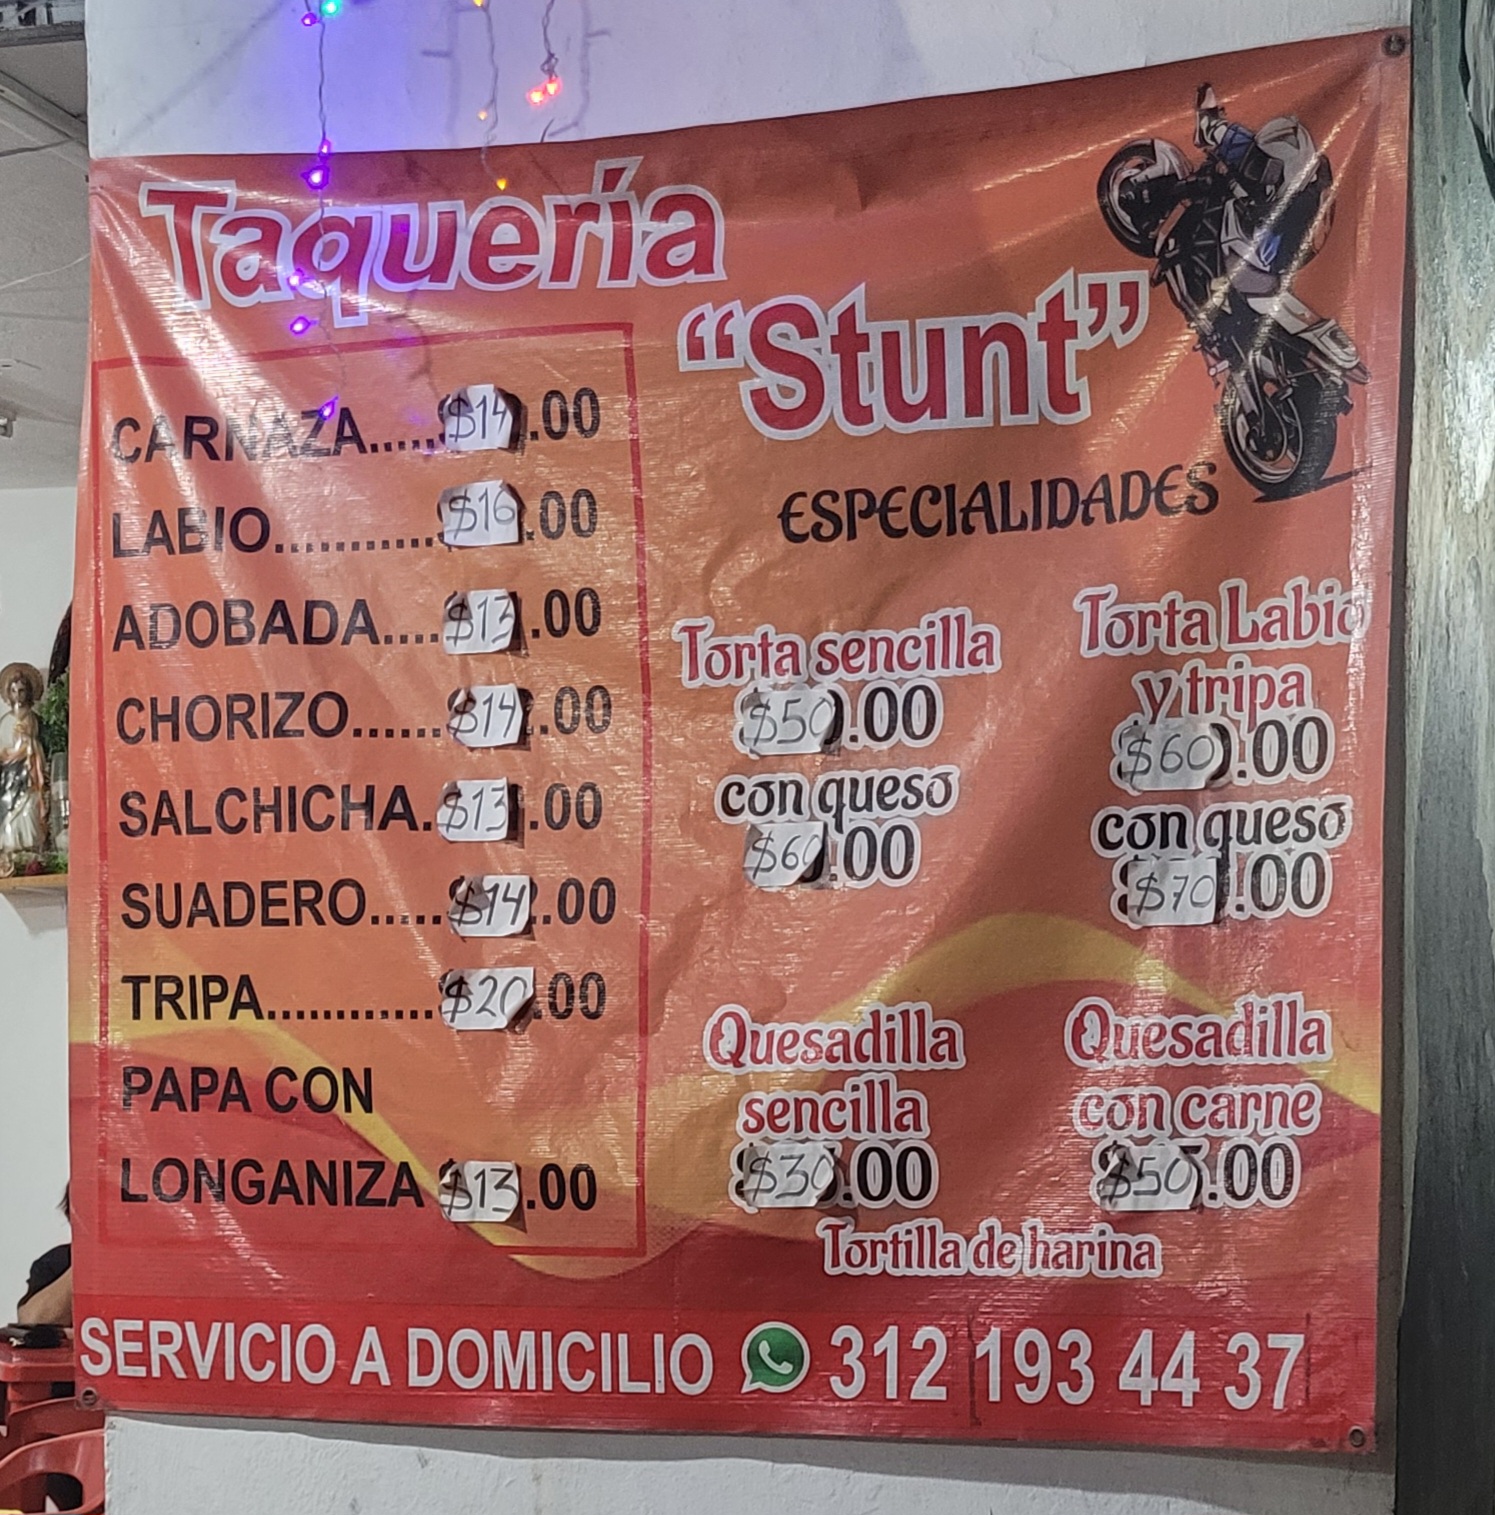 Taquería
“Stunt”
CARNAZA.....$14.00
LABIO............$16.00
ADOBADA....$13.00
CHORIZO......$14.00
SALCHICHA.$13.00
SUADERO.....$14.00
TRIPA............$20.00
PAPA CON
LONGANIZA $13.00
ESPECIALIDADES
Torta sencilla
$50.00
con queso
$60.00
Torta Labio
y tripa
$60.00
con queso
$70.00
Quesadilla
sencilla
$30.00
Quesadilla
con carne
$50.00
Tortilla de harina
SERVICIO A DOMICILIO 312 193 44 37